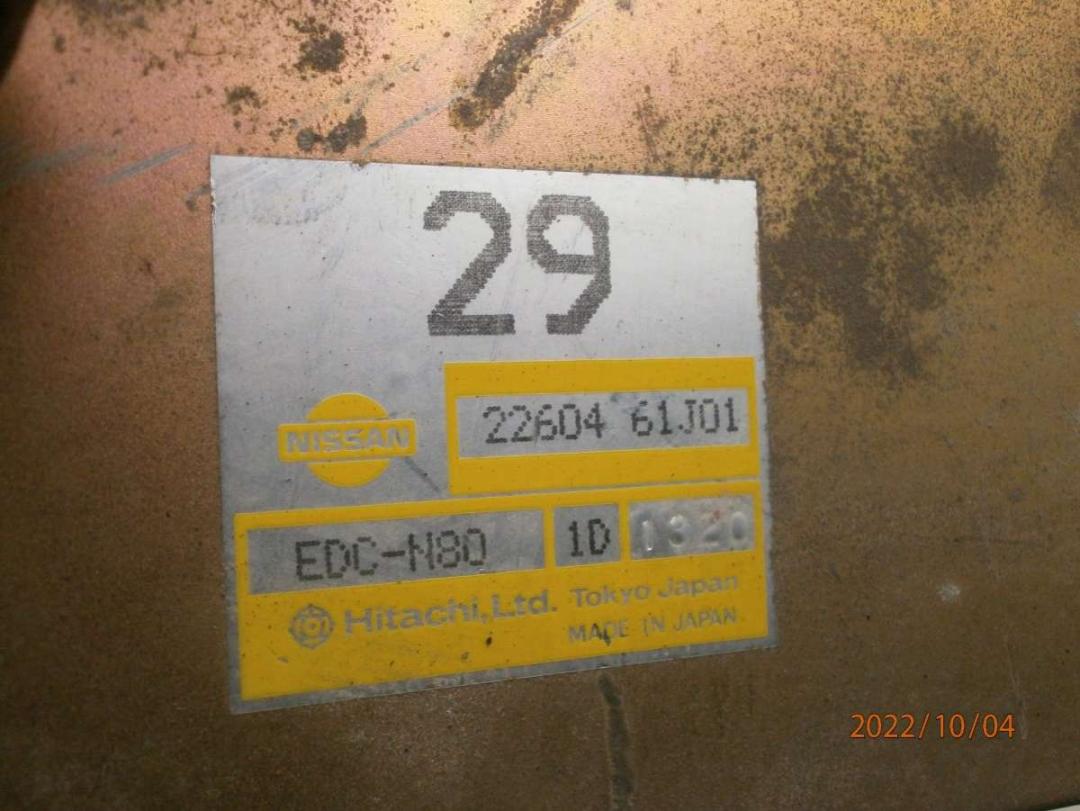 29
NISSAN
22604 61J01
EDC-N80 1D 0320
Hitachi, Ltd. Tokyo Japan
MADE IN JAPAN
2022/10/04